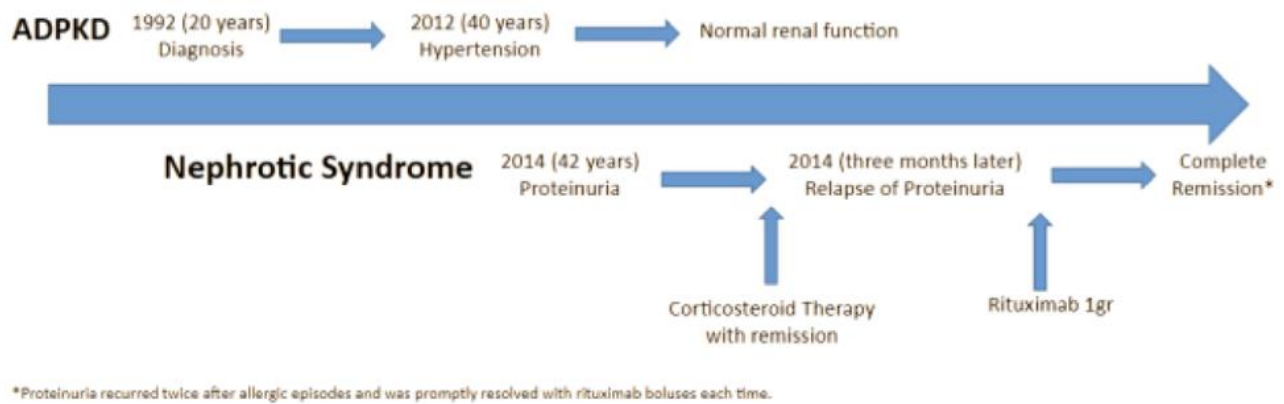 ADPKD
1992 (20 years)
Diagnosis
2012 (40 years)
Hypertension
Normal renal function
Nephrotic Syndrome
2014 (42 years)
Proteinuria
2014 (three months later)
Relapse of Proteinuria
Complete
Remission*
Corticosteroid Therapy
with remission
Rituximab 1gr
*Proteinuria recurred twice after allergic episodes and was promptly resolved with rituximab boluses each time.